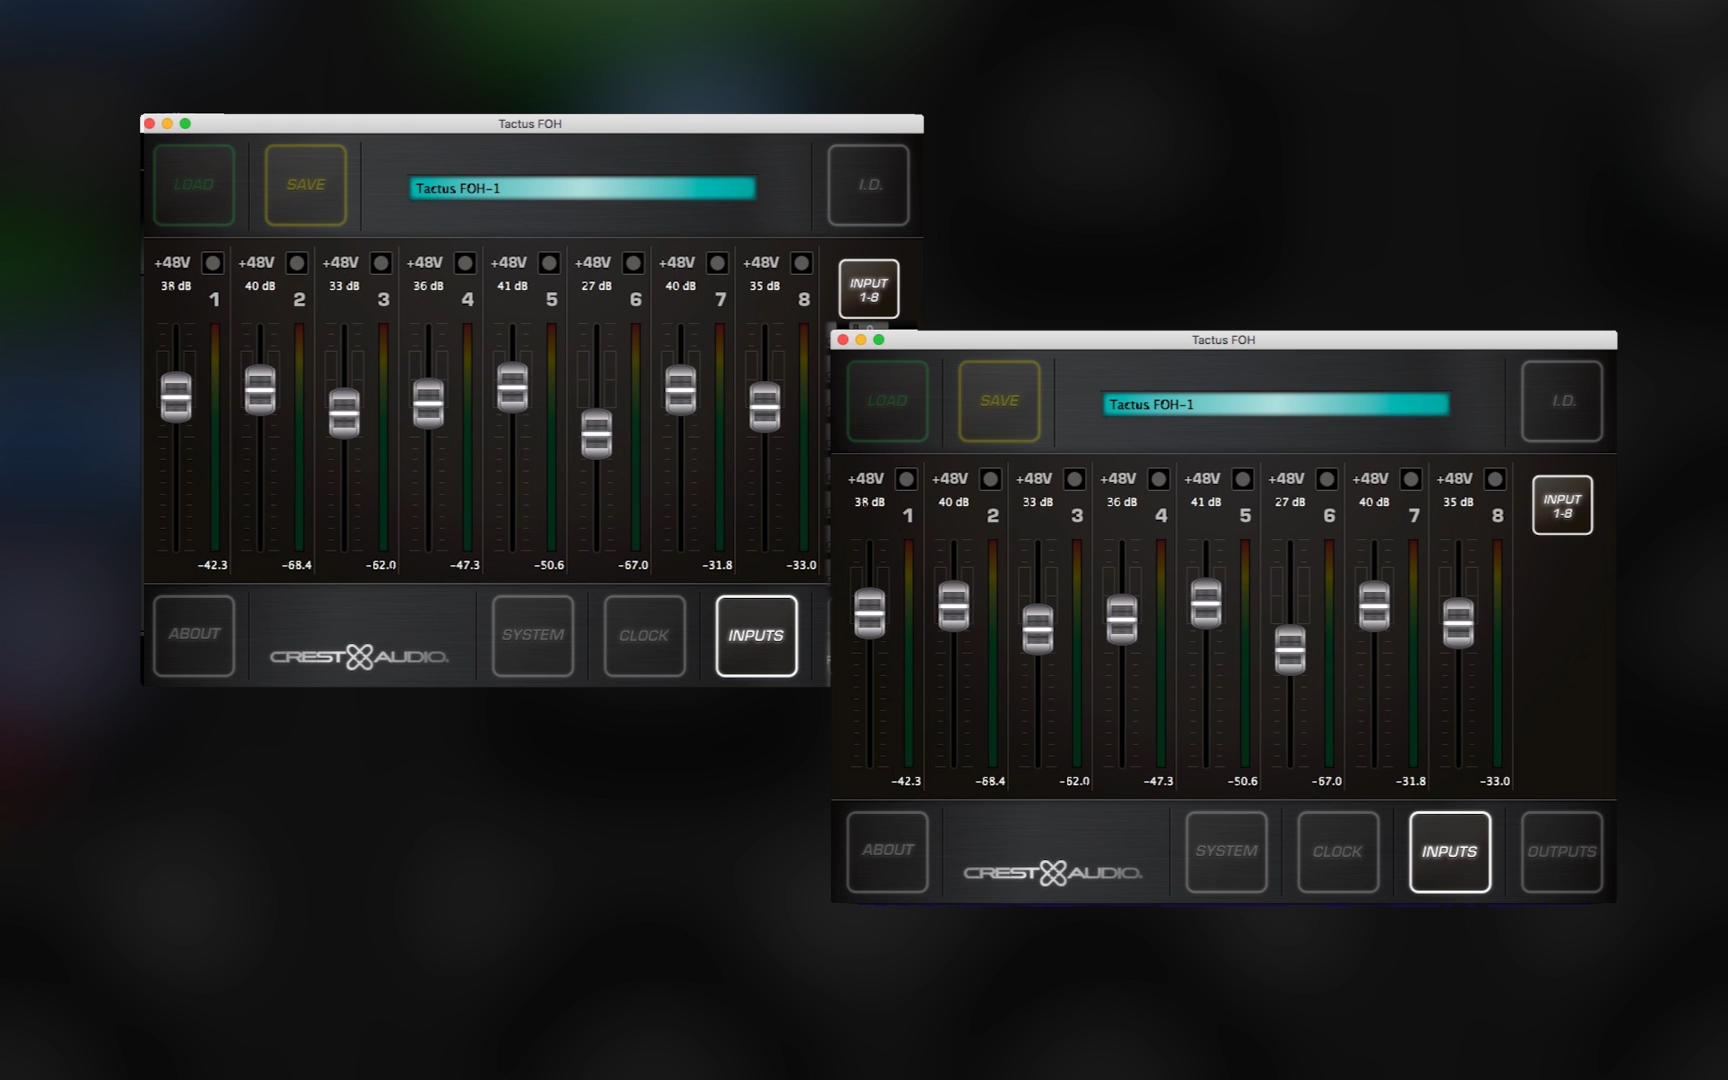 Tactus FOH
LOAD
SAVE
Tactus FOH-1
I.D.
+48V +48V +48V +48V +48V +48V +48V +48V
38 dB 40 dB 33 dB 36 dB 41 dB 27 dB 40 dB 35 dB
1 2 3 4 5 6 7 8
INPUT
1-8
-42.3 -68.4 -62.0 -47.3 -50.6 -67.0 -31.8 -33.0
ABOUT
CREST AUDIO.
SYSTEM
CLOCK
INPUTS
Tactus FOH
LOAD
SAVE
Tactus FOH-1
I.D.
+48V +48V +48V +48V +48V +48V +48V +48V
38 dB 40 dB 33 dB 36 dB 41 dB 27 dB 40 dB 35 dB
1 2 3 4 5 6 7 8
INPUT
1-8
-42.3 -68.4 -62.0 -47.3 -50.6 -67.0 -31.8 -33.0
ABOUT
CREST AUDIO.
SYSTEM
CLOCK
INPUTS
OUTPUTS